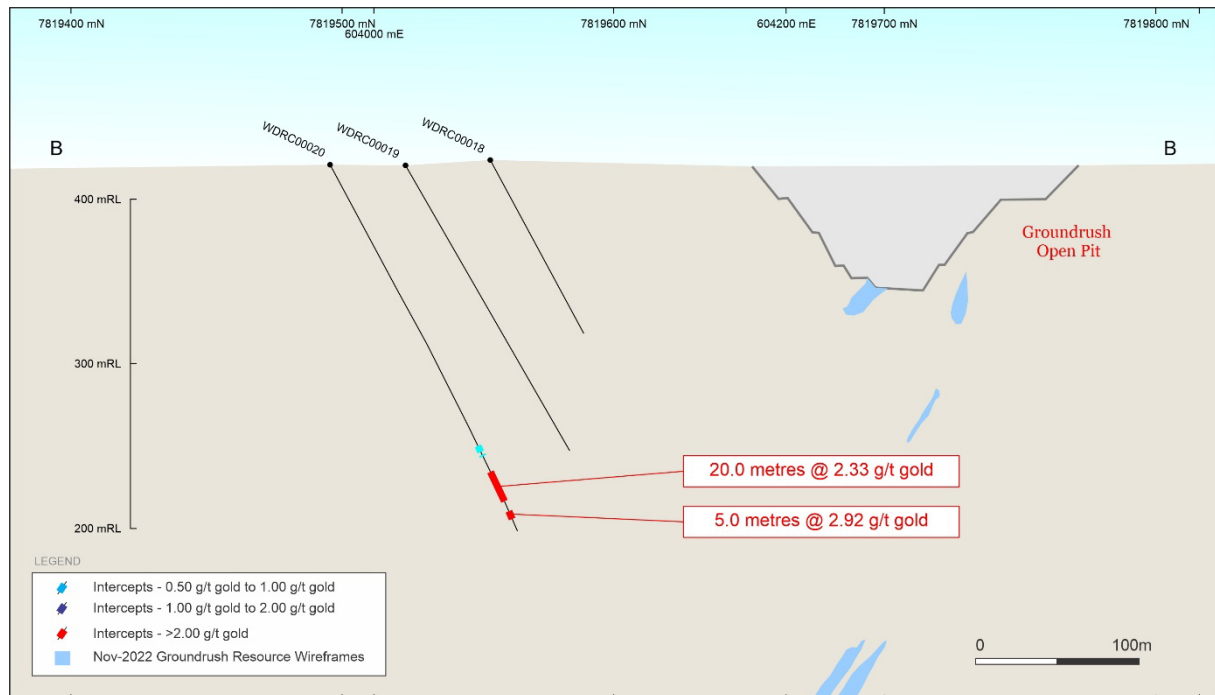 7819400 mN
7819500 mN
604000 mE
7819600 mN
604200 mE
7819700 mN
7819800 mN
WDRC00020
WDRC00019
WDRC00018
B
B
400 mRL
Groundrush
Open Pit
300 mRL
20.0 metres @ 2.33 g/t gold
5.0 metres @ 2.92 g/t gold
200 mRL
LEGEND
Intercepts - 0.50 g/t gold to 1.00 g/t gold
Intercepts - 1.00 g/t gold to 2.00 g/t gold
Intercepts - >2.00 g/t gold
Nov-2022 Groundrush Resource Wireframes
0
100m